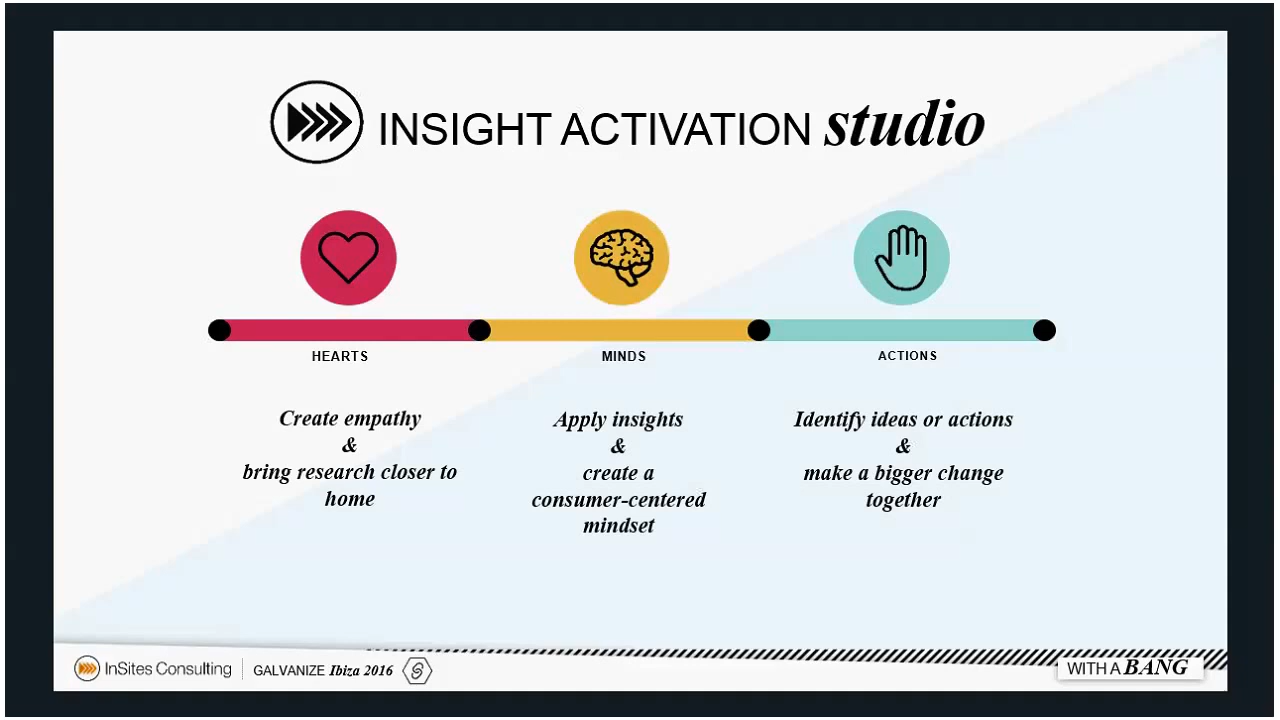 INSIGHT ACTIVATION studio
HEARTS
MINDS
ACTIONS
Create empathy
&
bring research closer to
home
Apply insights
&
create a
consumer-centered
mindset
Identify ideas or actions
&
make a bigger change
together
InSites Consulting
GALVANIZE Ibiza 2016
WITH A BANG